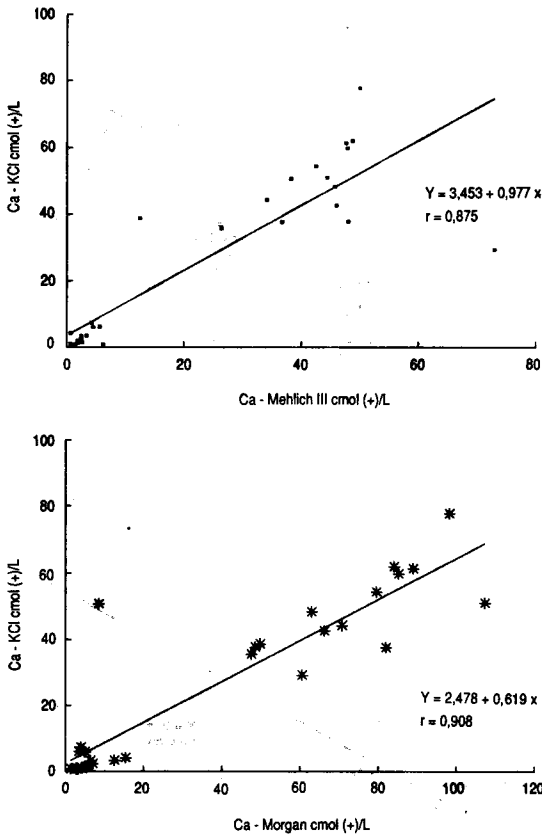 100
80
60
40
20
0
Ca - KCl cmol (+)/L
Y = 3,453 + 0,977 x
r = 0,875
0 20 40 60 80
Ca - Mehlich III cmol (+)/L
100
80
60
40
20
0
Ca - KCl cmol (+)/L
Y = 2,478 + 0,619 x
r = 0,908
0 20 40 60 80 100 120
Ca - Morgan cmol (+)/L